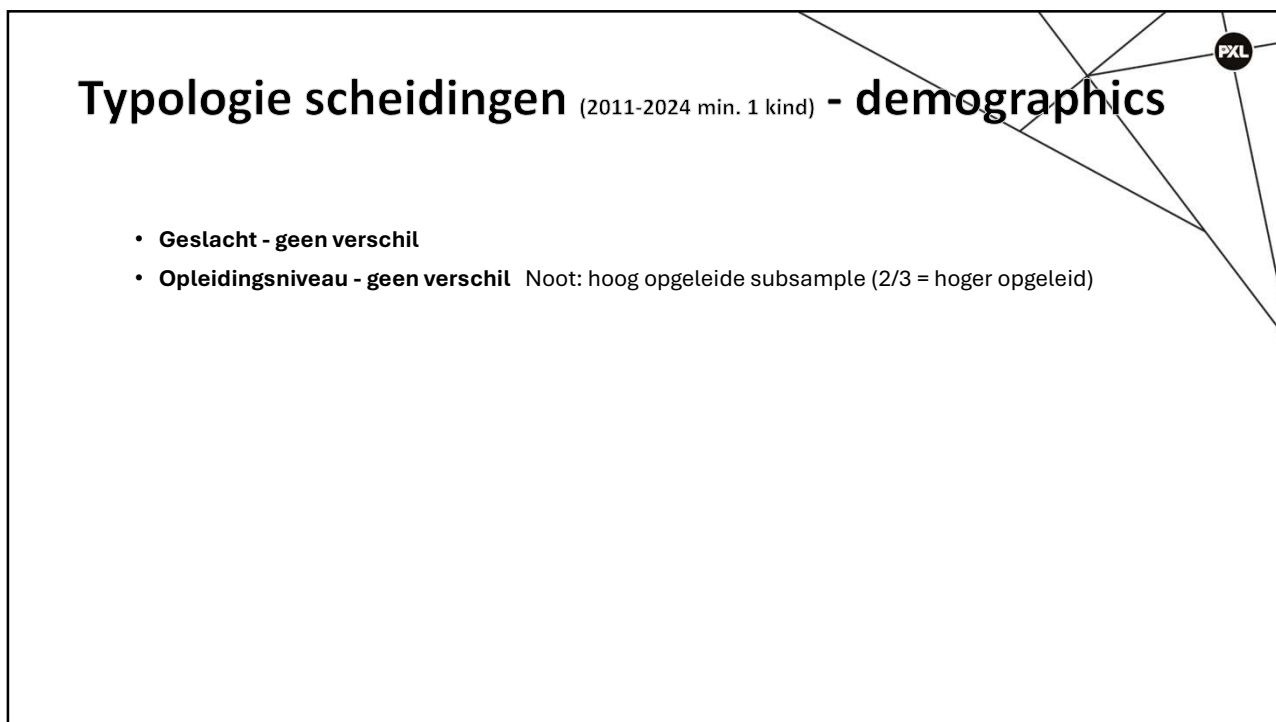 PXL
Typologie scheidingen (2011-2024 min. 1 kind) - demographics
• Geslacht - geen verschil
• Opleidingsniveau - geen verschil Noot: hoog opgeleide subsample (2/3 = hoger opgeleid)